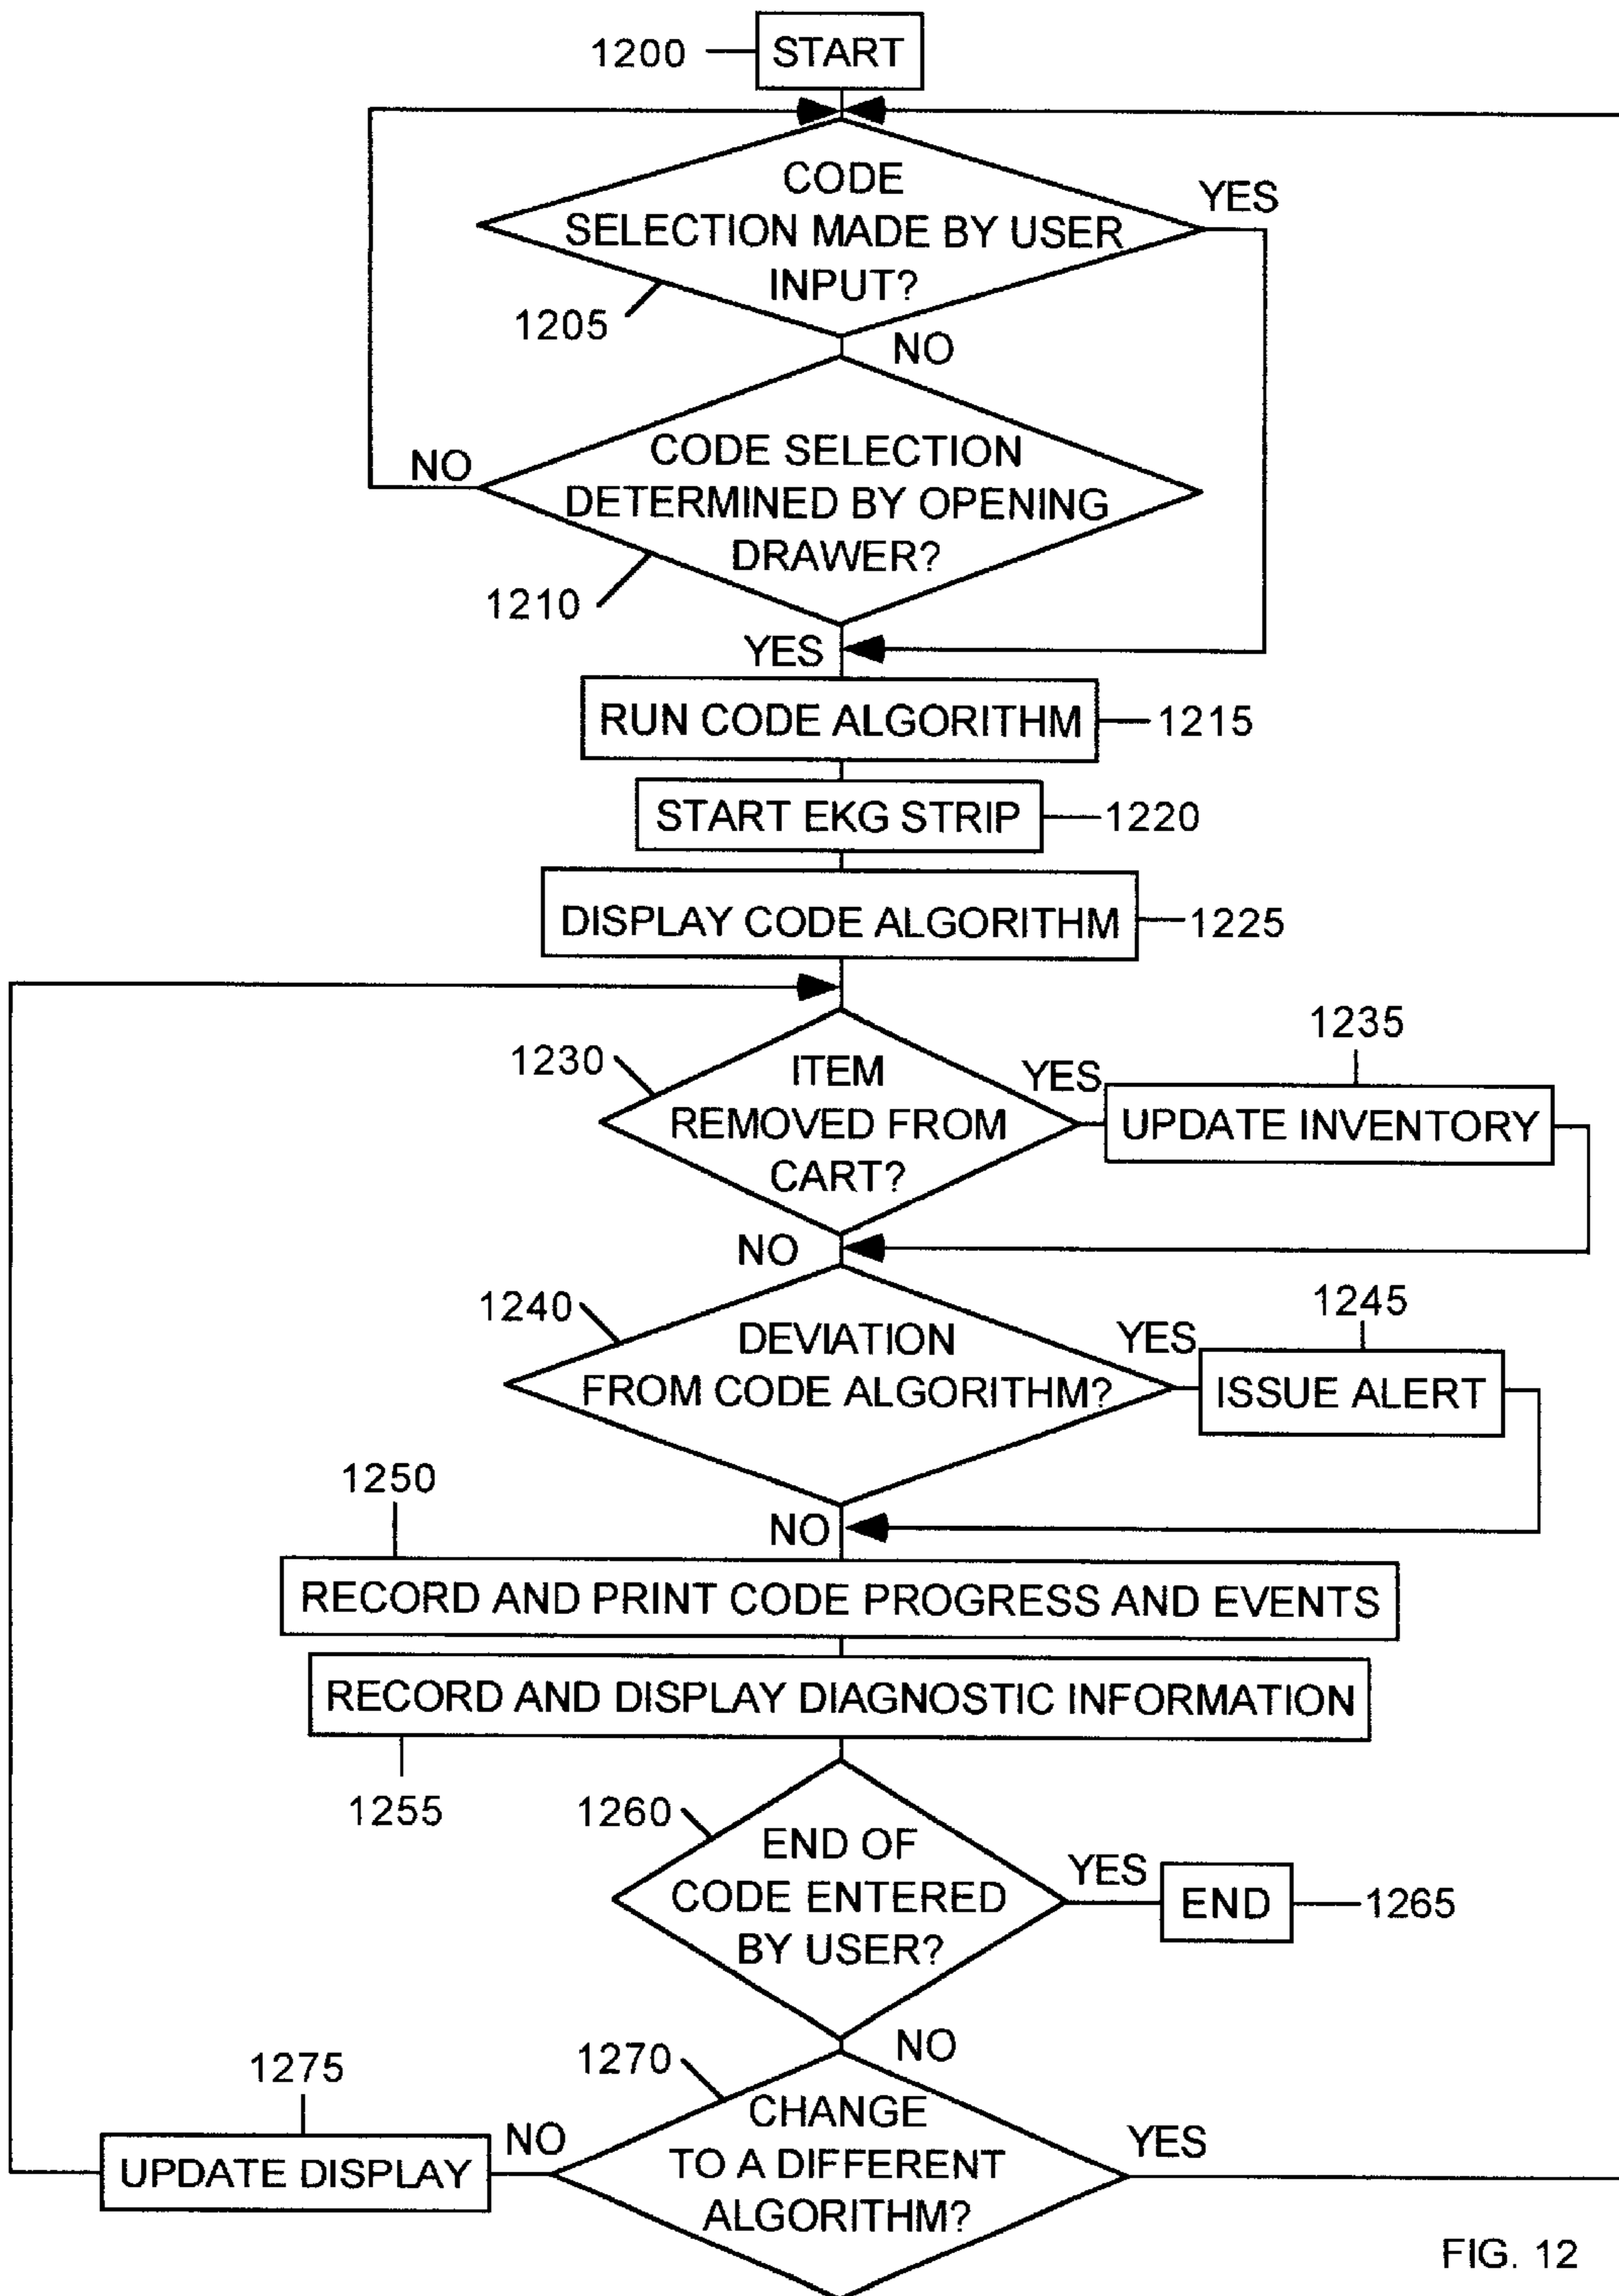 1200
START
CODE
SELECTION MADE BY USER
INPUT?
YES
1205
NO
CODE SELECTION
DETERMINED BY OPENING
DRAWER?
NO
1210
YES
RUN CODE ALGORITHM
1215
START EKG STRIP
1220
DISPLAY CODE ALGORITHM
1225
1230
ITEM
REMOVED FROM
CART?
YES
1235
UPDATE INVENTORY
NO
1240
DEVIATION
FROM CODE ALGORITHM?
YES
1245
ISSUE ALERT
NO
1250
RECORD AND PRINT CODE PROGRESS AND EVENTS
RECORD AND DISPLAY DIAGNOSTIC INFORMATION
1255
1260
END OF
CODE ENTERED
BY USER?
YES
END
1265
NO
1270
CHANGE
TO A DIFFERENT
ALGORITHM?
YES
NO
1275
UPDATE DISPLAY
FIG. 12